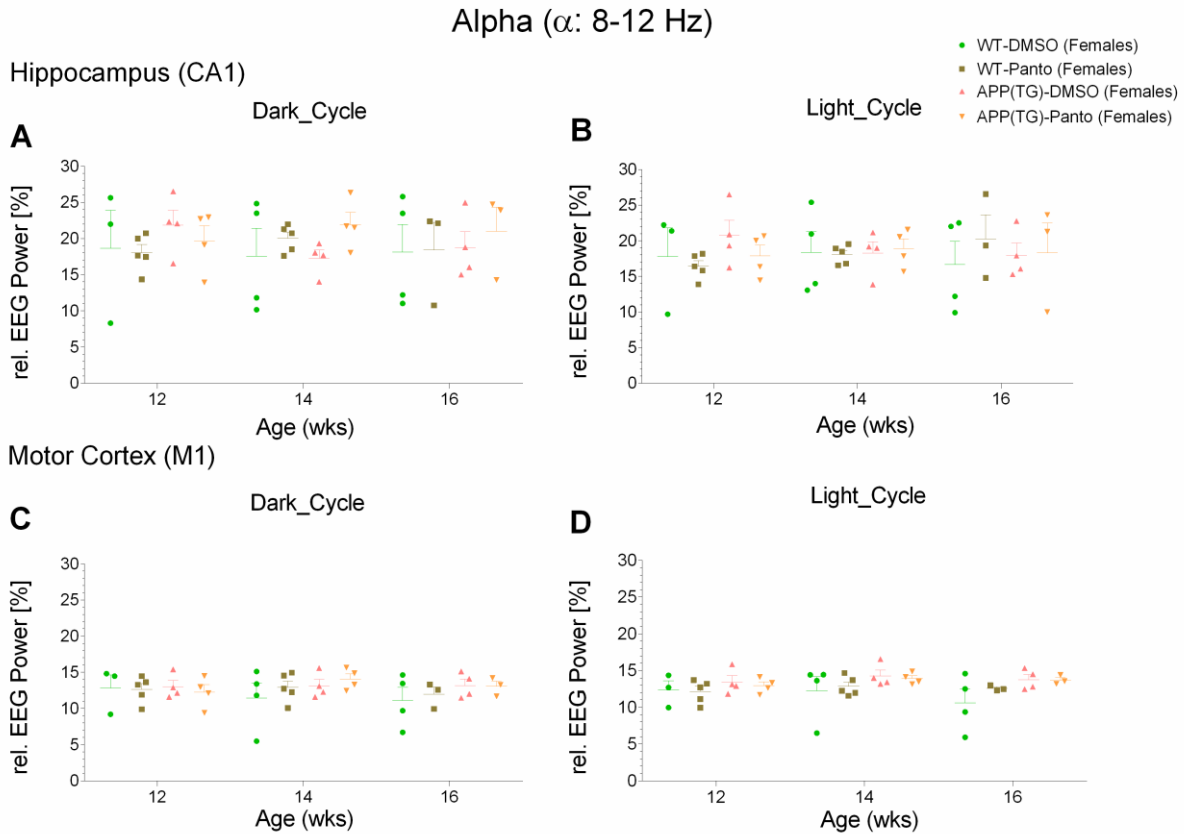 Alpha (α: 8-12 Hz)
WT-DMSO (Females)
WT-Panto (Females)
APP(TG)-DMSO (Females)
APP(TG)-Panto (Females)
Hippocampus (CA1)
A
Dark_Cycle
rel. EEG Power [%]
30
25
20
15
10
5
0
12
14
16
Age (wks)
B
Light_Cycle
rel. EEG Power [%]
30
25
20
15
10
5
0
12
14
16
Age (wks)
Motor Cortex (M1)
C
Dark_Cycle
rel. EEG Power [%]
30
25
20
15
10
5
0
12
14
16
Age (wks)
D
Light_Cycle
rel. EEG Power [%]
30
25
20
15
10
5
0
12
14
16
Age (wks)